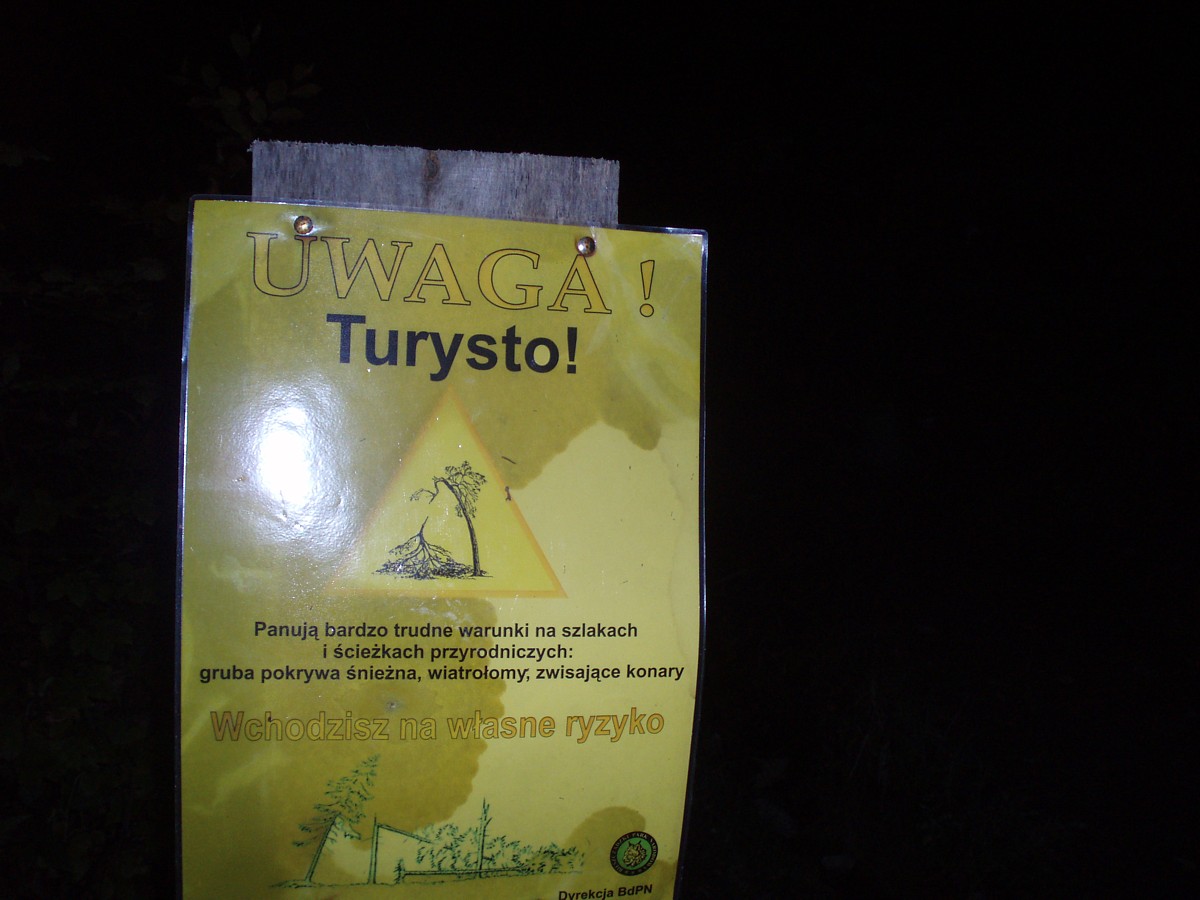 UWAGA !
Turysto!
Panują bardzo trudne warunki na szlakach
i ścieżkach przyrodniczych:
gruba pokrywa śnieżna, wiatrołomy, zwisające konary
Wchodzisz na własne ryzyko
Dyrekcja BdPN